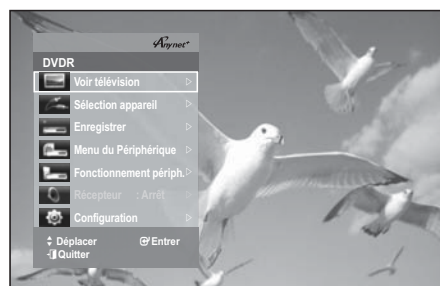 Anynet+
DVDR
Voir télévision
Sélection appareil
Enregistrer
Menu du Périphérique
Fonctionnement périph.
Récepteur : Arrêt
Configuration
Déplacer Entrer
Quitter